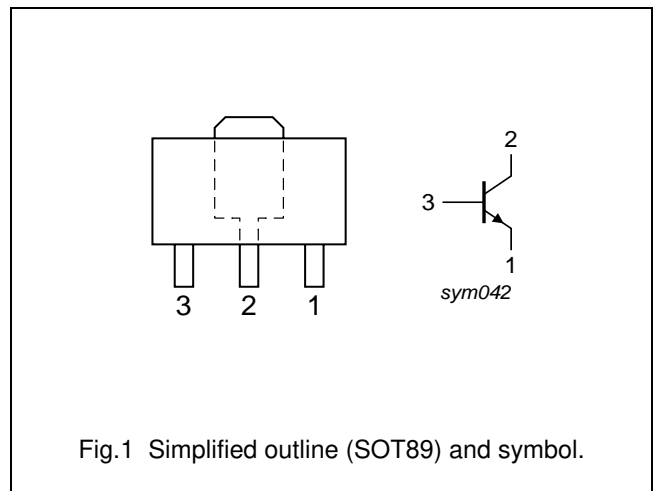 2
3
1
sym042
3 2 1
Fig.1 Simplified outline (SOT89) and symbol.